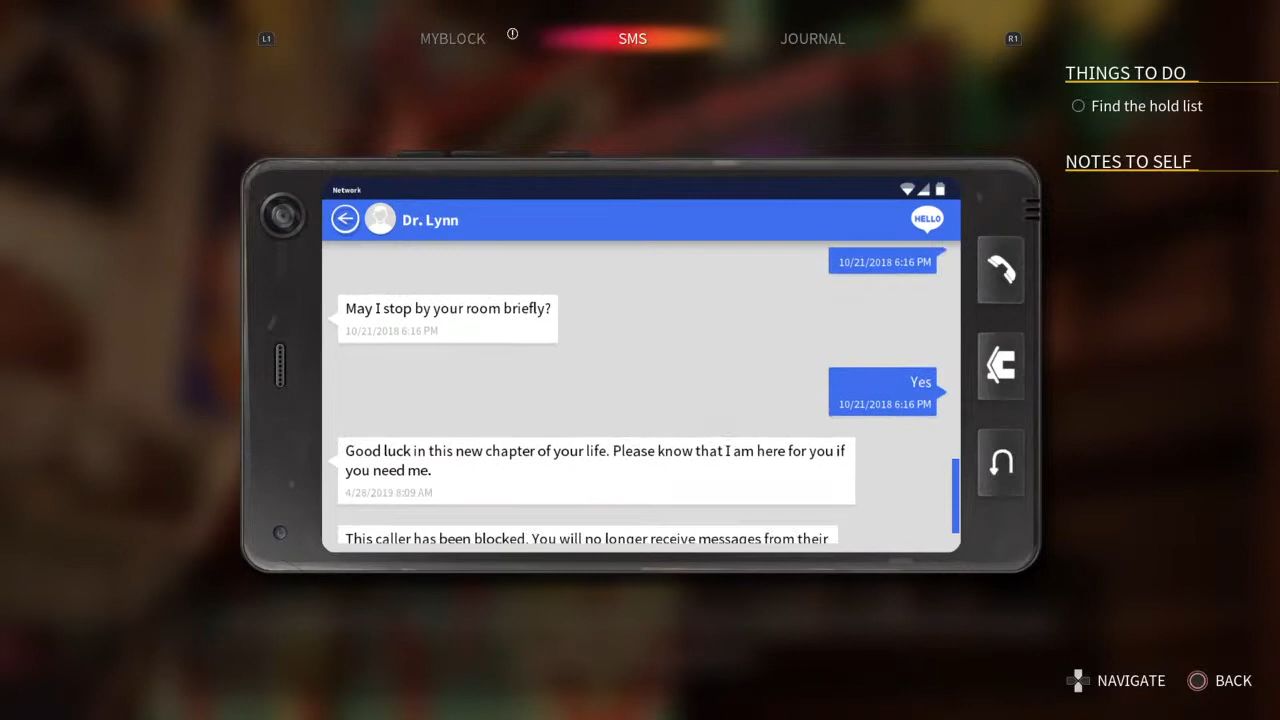 L1
MYBLOCK
SMS
JOURNAL
R1
THINGS TO DO
Find the hold list
NOTES TO SELF
Network
Dr. Lynn
HELLO
10/21/2018 6:16 PM
May I stop by your room briefly?
10/21/2018 6:16 PM
Yes
10/21/2018 6:16 PM
Good luck in this new chapter of your life. Please know that I am here for you if
you need me.
4/28/2019 8:09 AM
This caller has been blocked. You will no longer receive messages from their
NAVIGATE
BACK